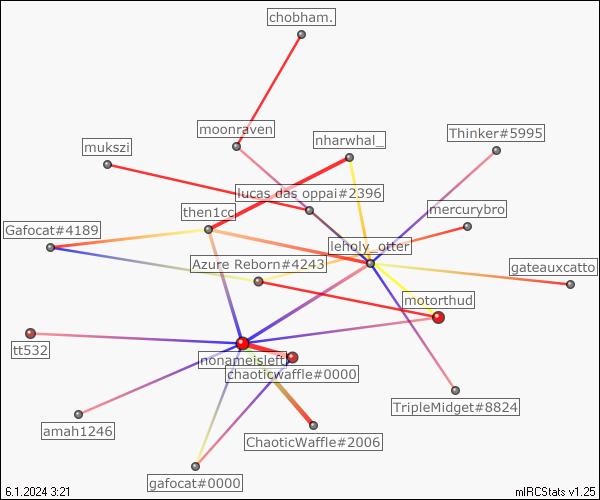 chobham.
moonraven
nharwhal_
Thinker#5995
mukszi
lucas das oppai#2396
then1cc
mercurybro
Gafocat#4189
leholy_otter
Azure Reborn#4243
gateauxcatto
motorthud
tt532
nonameisleft
chaoticwaffle#0000
TripleMidget#8824
amah1246
ChaoticWaffle#2006
gafocat#0000
6.1.2024 3:21
mIRCStats v1.25